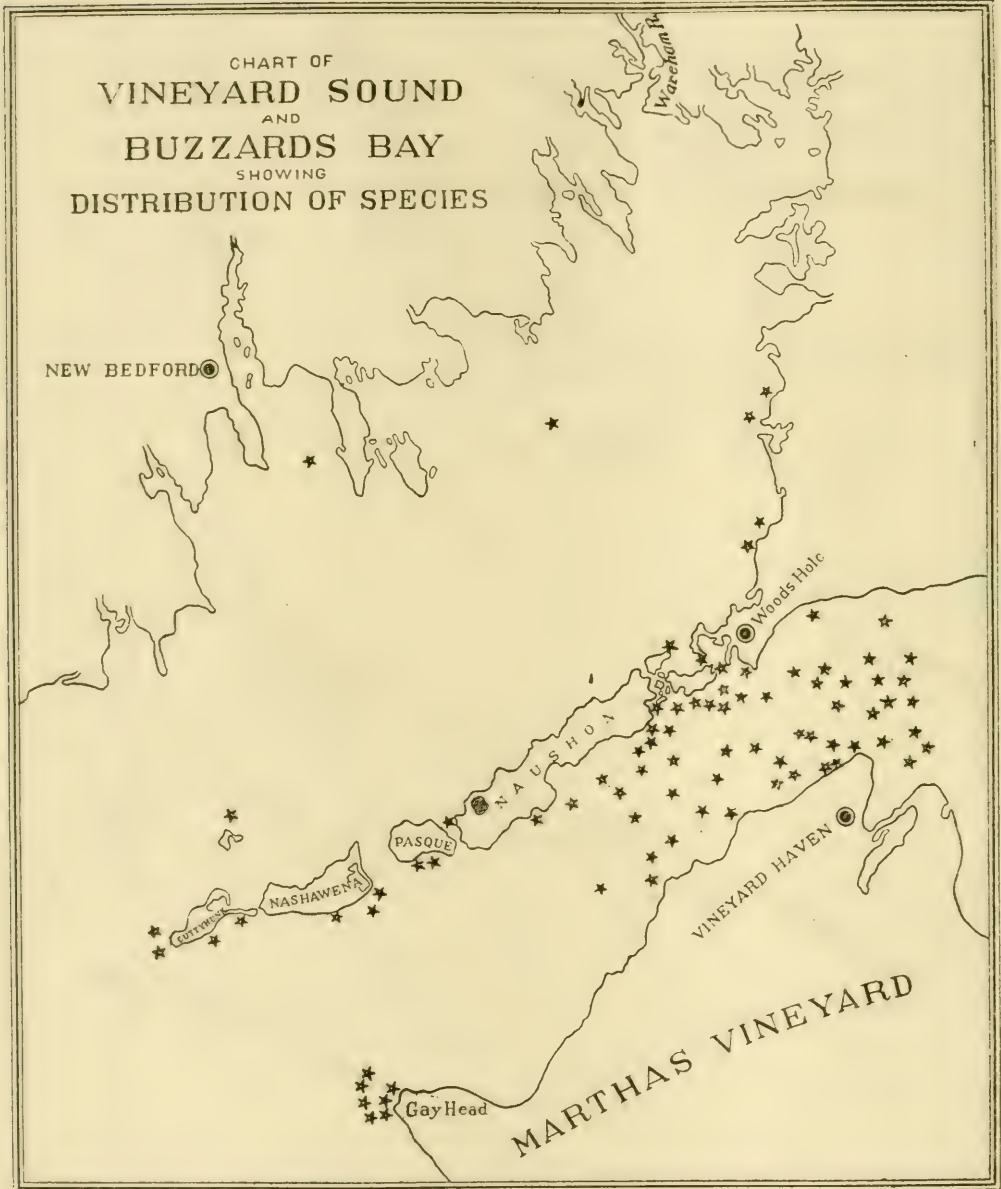 CHART OF
VINEYARD SOUND
AND
BUZZARDS BAY
SHOWING
DISTRIBUTION OF SPECIES
Wareham
NEW BEDFORD
Woods Hole
NAUSHON
PASQUE
NASHAWENA
CUTTYHUNK
VINEYARD HAVEN
MARTHAS VINEYARD
Gay Head